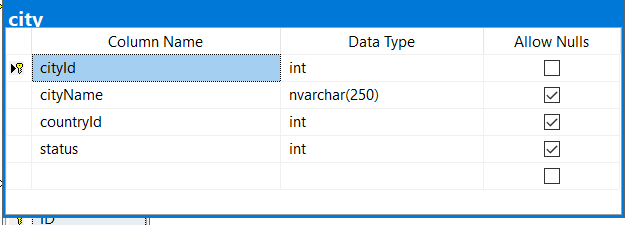 city
Column Name Data Type Allow Nulls
cityId int
cityName nvarchar(250)
countryId int
status int
ID